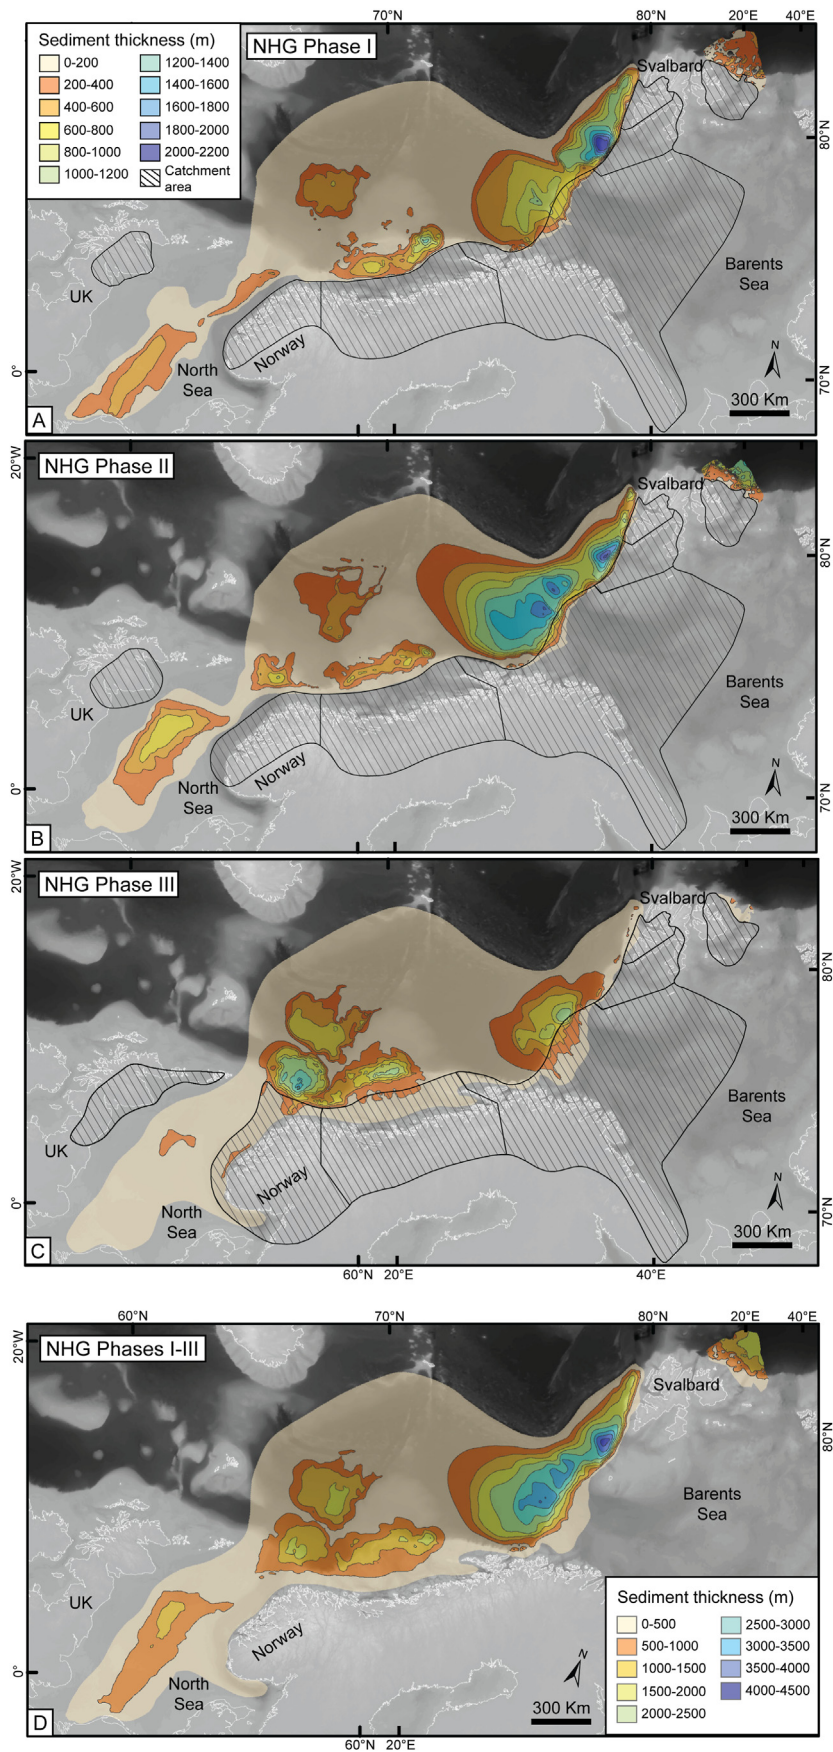 70°N
80°N
20°E
40°E
Sediment thickness (m)
0-200
200-400
400-600
600-800
800-1000
1000-1200
1200-1400
1400-1600
1600-1800
1800-2000
2000-2200
Catchment
area
NHG Phase I
Svalbard
80°N
UK
Barents
Sea
Norway
North
Sea
0°
N
300 Km
70°N
A
20°W
NHG Phase II
Svalbard
80°N
UK
Barents
Sea
Norway
North
Sea
0°
N
300 Km
70°N
B
20°W
NHG Phase III
Svalbard
80°N
UK
Barents
Sea
Norway
North
Sea
0°
N
300 Km
70°N
C
60°N
20°E
40°E
60°N
70°N
80°N
20°E
40°E
20°W
NHG Phases I-III
Svalbard
80°N
Barents
Sea
UK
Norway
North
Sea
0°
N
300 Km
Sediment thickness (m)
0-500
500-1000
1000-1500
1500-2000
2000-2500
2500-3000
3000-3500
3500-4000
4000-4500
D
60°N
20°E